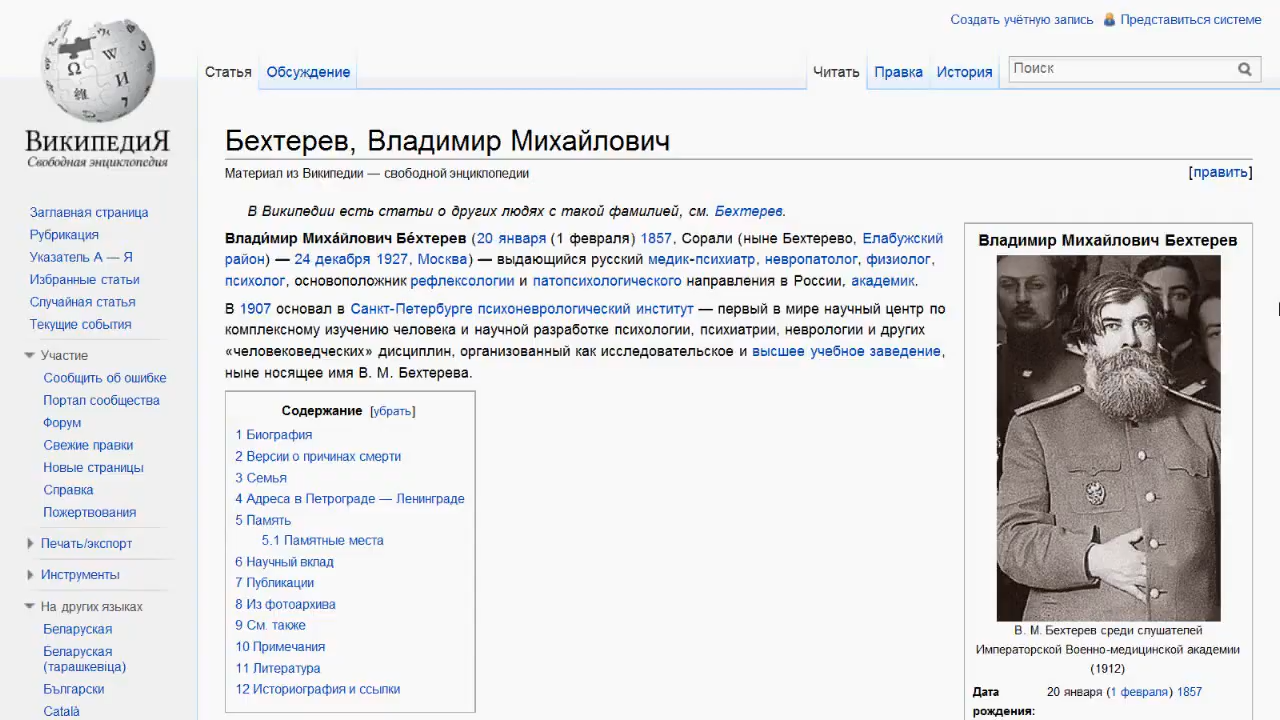 Создать учётную запись Представиться системе
Статья Обсуждение Читать Правка История Поиск
ВИКИПЕДИЯ
Свободная энциклопедия
Заглавная страница
Рубрикация
Указатель А — Я
Избранные статьи
Случайная статья
Текущие события
Участие
Сообщить об ошибке
Портал сообщества
Форум
Свежие правки
Новые страницы
Справка
Пожертвования
Печать/экспорт
Инструменты
На других языках
Беларуская
Беларуская
(тарашкевіца)
Български
Català
Бехтерев, Владимир Михайлович
Материал из Википедии — свободной энциклопедии [править]
В Википедии есть статьи о других людях с такой фамилией, см. Бехтерев.
Влади́мир Миха́йлович Бе́хтерев (20 января (1 февраля) 1857, Сорали (ныне Бехтерево, Елабужский
район) — 24 декабря 1927, Москва) — выдающийся русский медик-психиатр, невропатолог, физиолог,
психолог, основоположник рефлексологии и патопсихологического направления в России, академик.
В 1907 основал в Санкт-Петербурге психоневрологический институт — первый в мире научный центр по
комплексному изучению человека и научной разработке психологии, психиатрии, неврологии и других
«человековедческих» дисциплин, организованный как исследовательское и высшее учебное заведение,
ныне носящее имя В. М. Бехтерева.
Содержание [убрать]
1 Биография
2 Версии о причинах смерти
3 Семья
4 Адреса в Петрограде — Ленинграде
5 Память
5.1 Памятные места
6 Научный вклад
7 Публикации
8 Из фотоархива
9 См. также
10 Примечания
11 Литература
12 Историография и ссылки
Владимир Михайлович Бехтерев
В. М. Бехтерев среди слушателей
Императорской Военно-медицинской академии
(1912)
Дата 20 января (1 февраля) 1857
рождения: